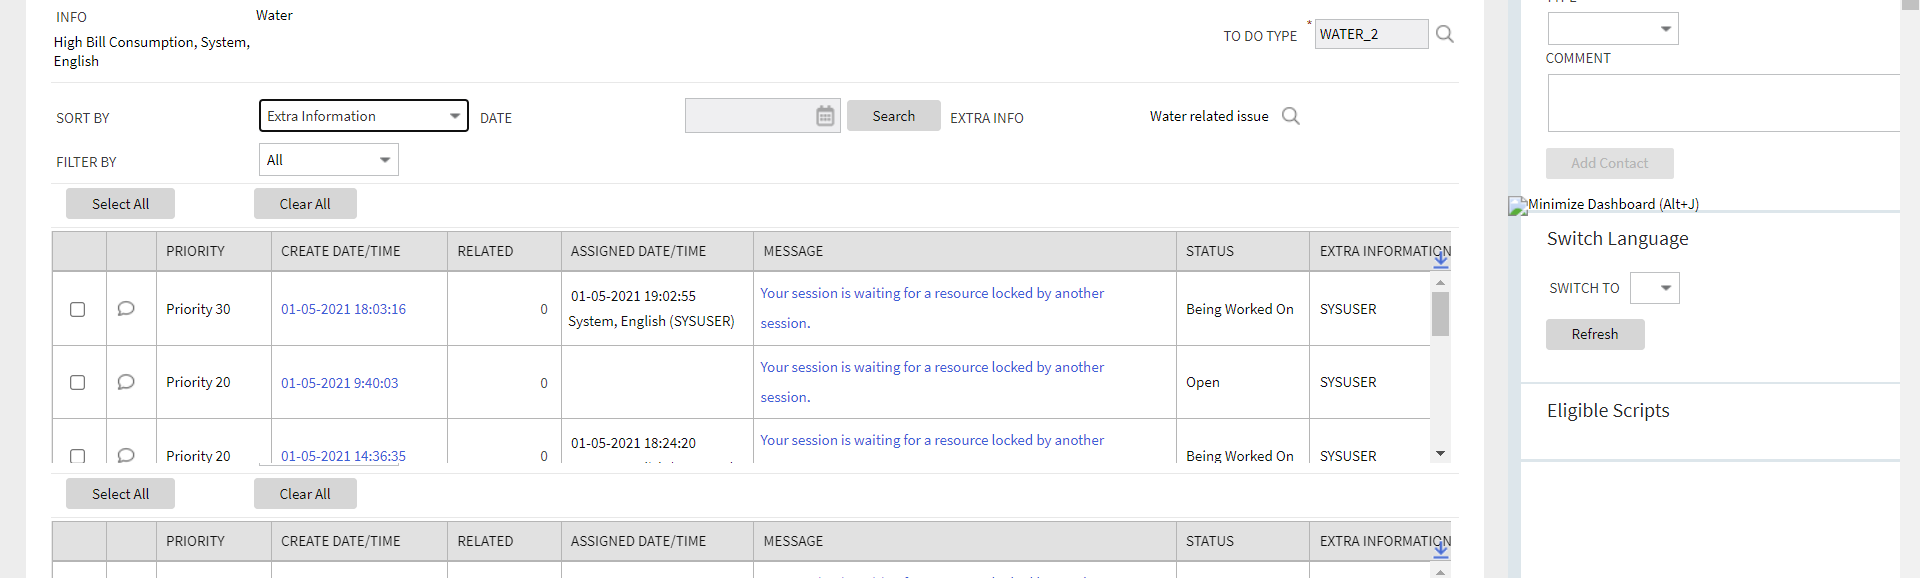 INFO
Water
High Bill Consumption, System,
English
TO DO TYPE * WATER_2
SORT BY Extra Information DATE Search EXTRA INFO Water related issue
FILTER BY All
Select All Clear All
PRIORITY CREATE DATE/TIME RELATED ASSIGNED DATE/TIME MESSAGE STATUS EXTRA INFORMATION
Priority 30 01-05-2021 18:03:16 0 01-05-2021 19:02:55
System, English (SYSUSER)
Your session is waiting for a resource locked by another
session.
Being Worked On SYSUSER
Priority 20 01-05-2021 9:40:03 0
Your session is waiting for a resource locked by another
session.
Open SYSUSER
Priority 20 01-05-2021 14:36:35 0 01-05-2021 18:24:20
Your session is waiting for a resource locked by another
Being Worked On SYSUSER
Select All Clear All
PRIORITY CREATE DATE/TIME RELATED ASSIGNED DATE/TIME MESSAGE STATUS EXTRA INFORMATION
COMMENT
Add Contact
Minimize Dashboard (Alt+J)
Switch Language
SWITCH TO
Refresh
Eligible Scripts